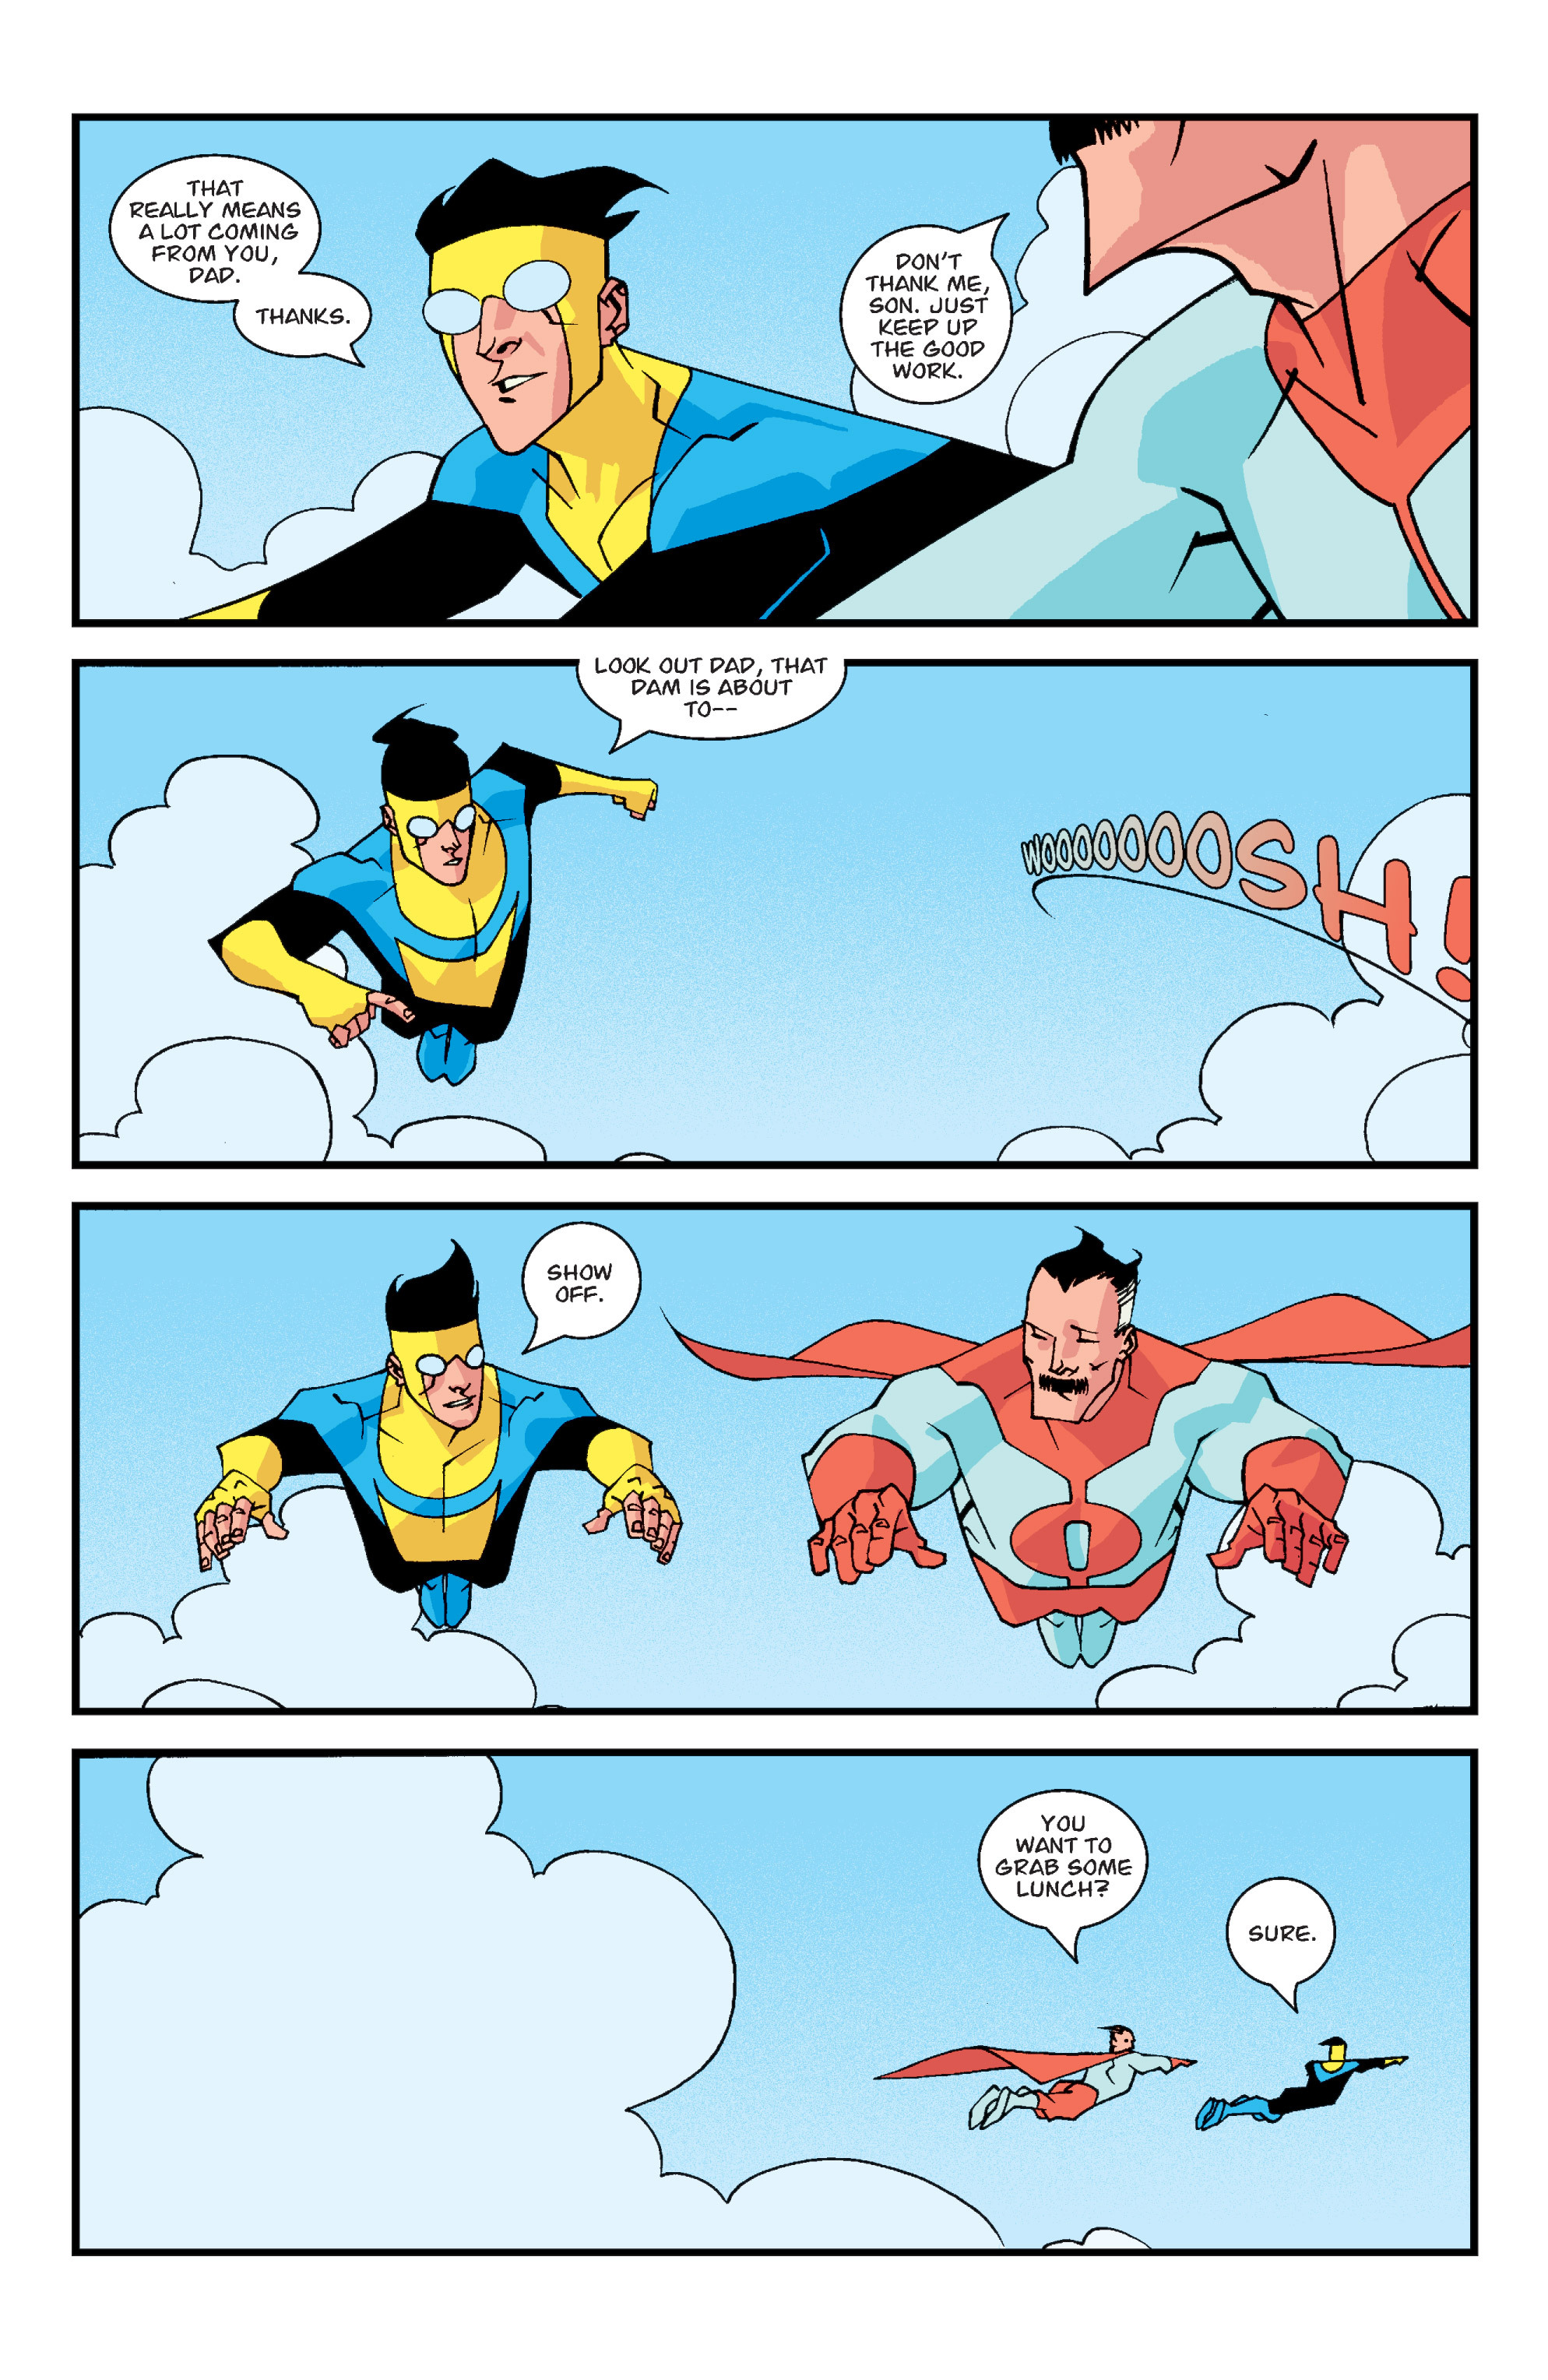 THAT
REALLY MEANS
A LOT COMING
FROM YOU,
DAD.
THANKS.
DON'T
THANK ME,
SON. JUST
KEEP UP
THE GOOD
WORK.
LOOK OUT DAD, THAT
DAM IS ABOUT
TO--
WOOOOOOOSH!
SHOW
OFF.
YOU
WANT TO
GRAB SOME
LUNCH?
SURE.